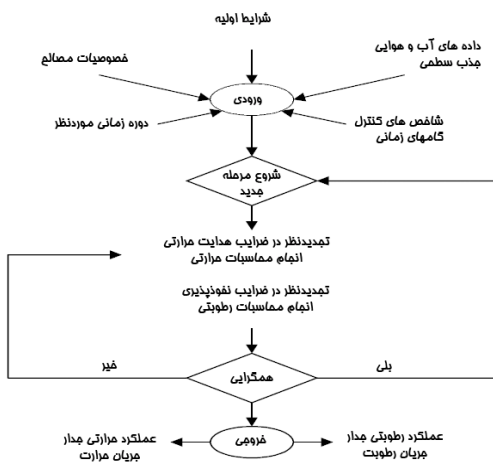 شرایط اولیه
داده های آب و هوایی
جذب سطحی
خصوصیات مصالح
ورودی
دوره زمانی موردنظر
شاخص های کنترل
گامهای زمانی
شروع مرحله
جدید
تجدیدنظر در ضرایب هدایت حرارتی
انجام محاسبات حرارتی
تجدیدنظر در ضرایب نفوذپذیری
انجام محاسبات رطوبتی
بلی
خیر
همگرایی
خروجی
عملکرد رطوبتی جدار
جریان رطوبت
عملکرد حرارتی جدار
جریان حرارت